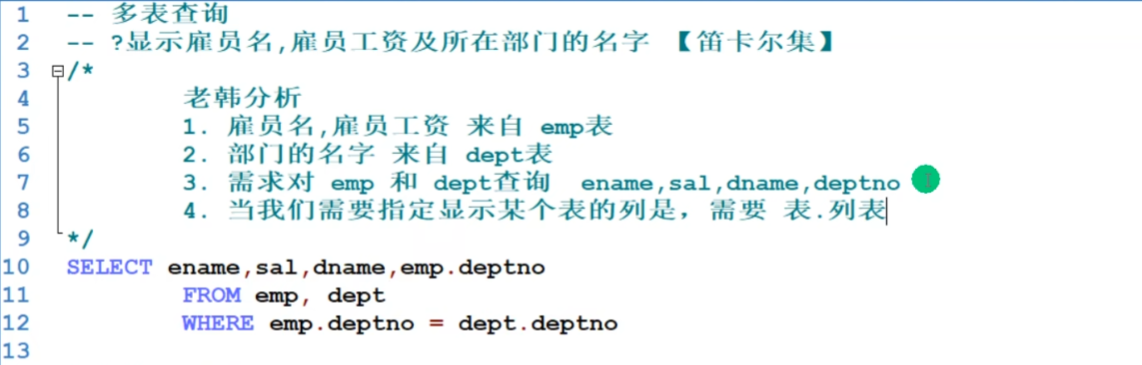 1 -- 多表查询
2 -- ?显示雇员名,雇员工资及所在部门的名字 【笛卡尔集】
3 /*
4 老韩分析
5 1. 雇员名,雇员工资 来自 emp表
6 2. 部门的名字 来自 dept表
7 3. 需求对 emp 和 dept查询 ename,sal,dname,deptno
8 4. 当我们需要指定显示某个表的列是，需要 表.列表
9 */
10 SELECT ename,sal,dname,emp.deptno
11 FROM emp, dept
12 WHERE emp.deptno = dept.deptno
13